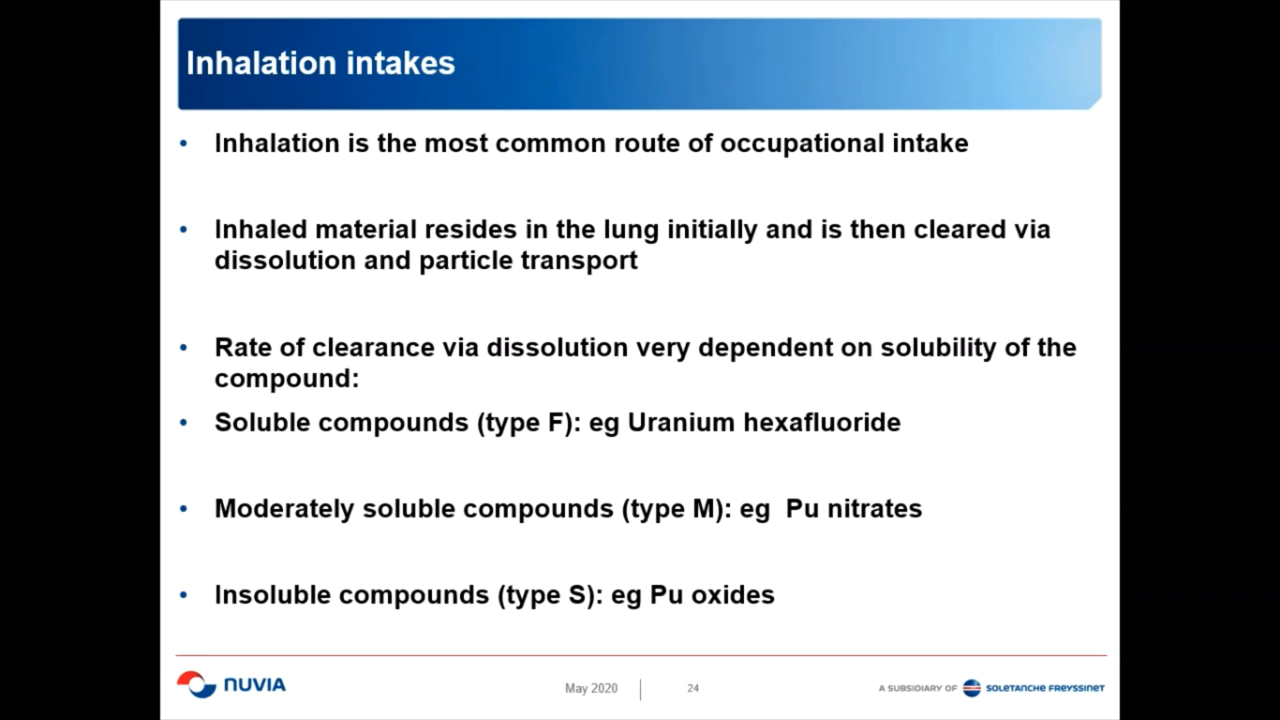 Inhalation intakes
• Inhalation is the most common route of occupational intake
• Inhaled material resides in the lung initially and is then cleared via
dissolution and particle transport
• Rate of clearance via dissolution very dependent on solubility of the
compound:
• Soluble compounds (type F): eg Uranium hexafluoride
• Moderately soluble compounds (type M): eg  Pu nitrates
• Insoluble compounds (type S): eg Pu oxides
NUVIA
May 2020 | 24
A SUBSIDIARY OF SOLETANCHE FREYSSINET